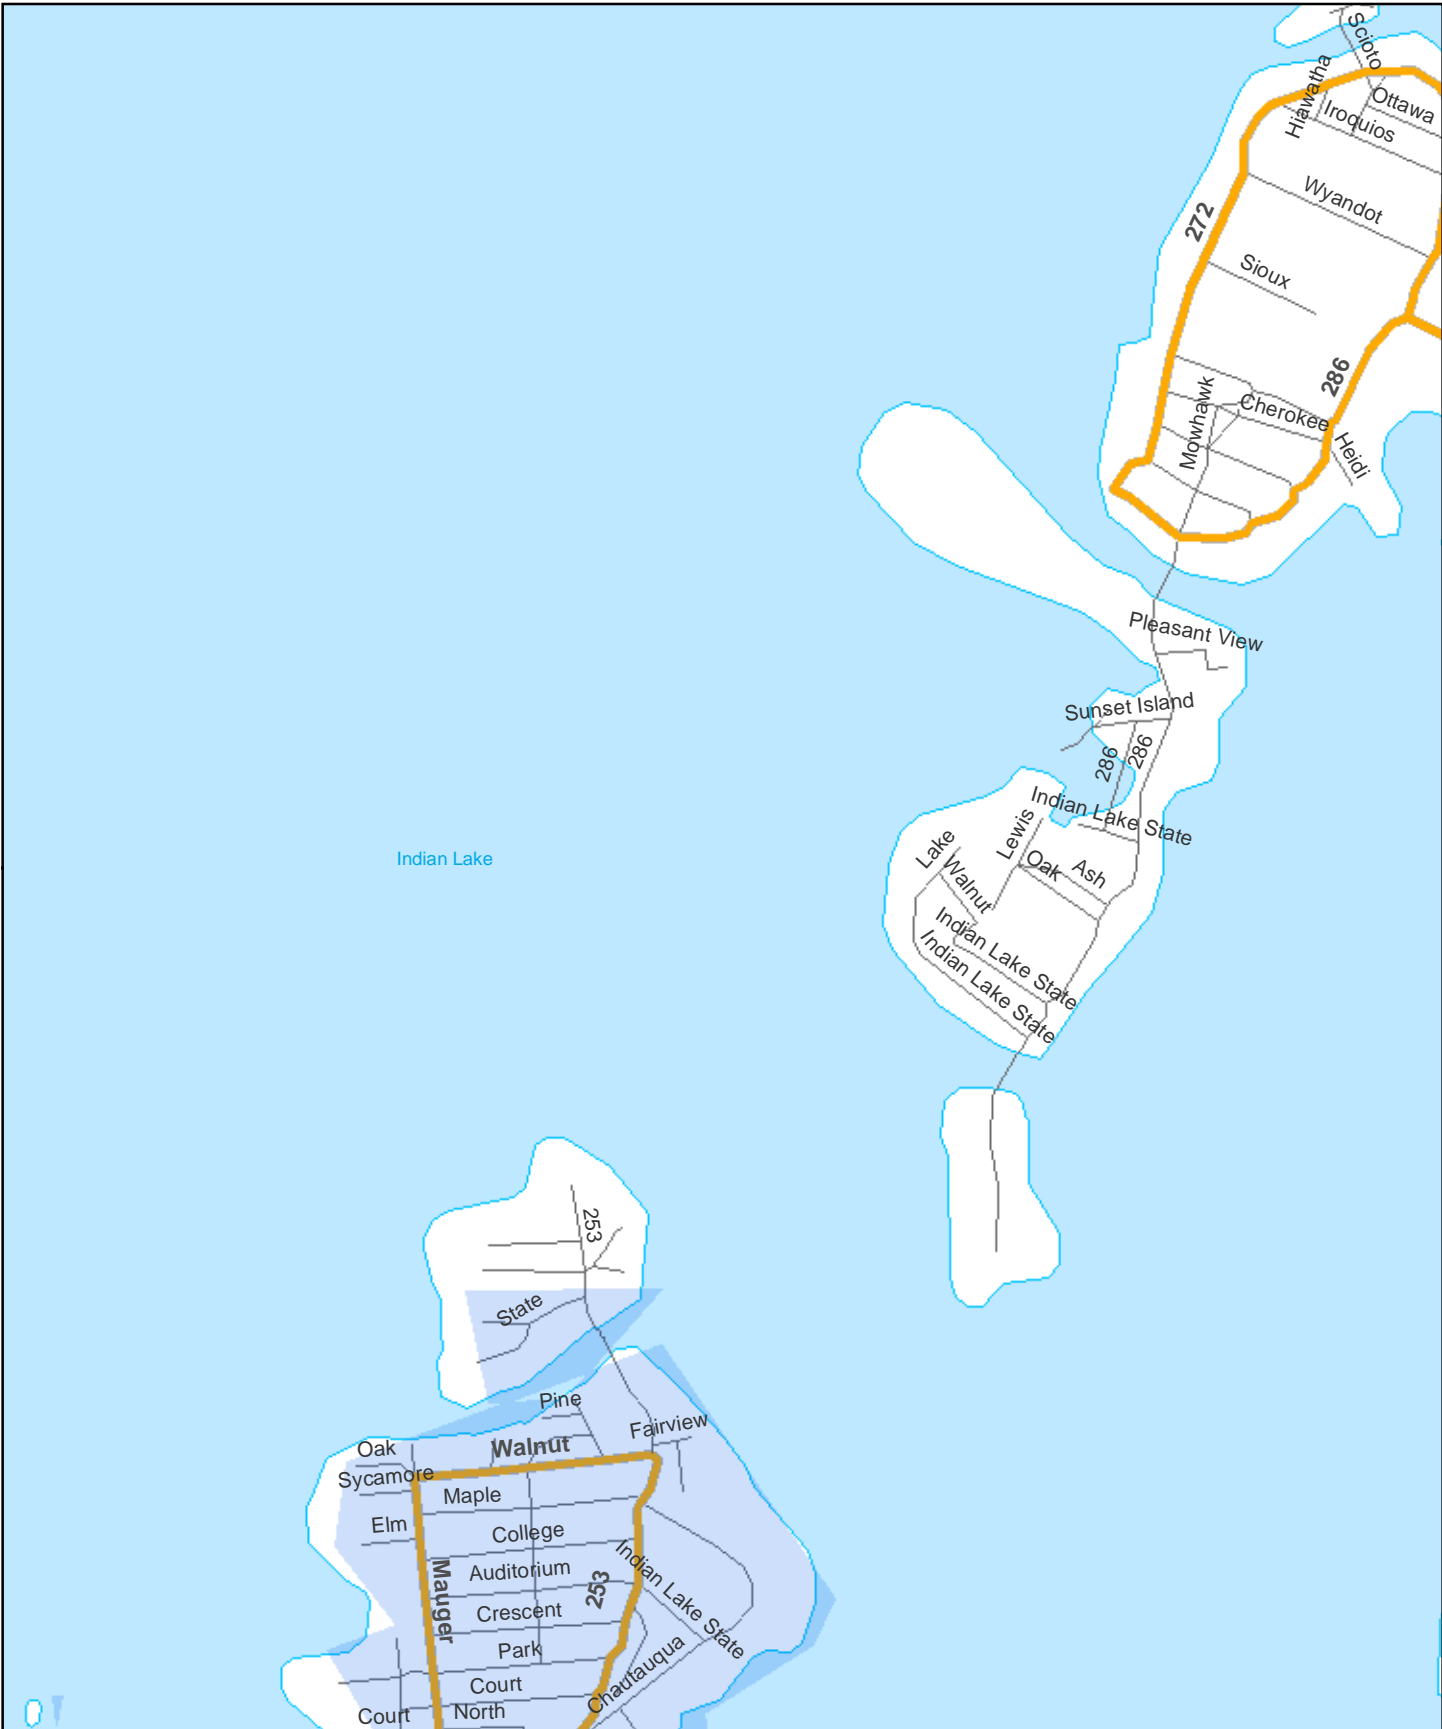 Scioto
Hiawatha
Ottawa
Iroquios
Wyandot
272
Sioux
286
Mowhawk
Cherokee
Heidi
Pleasant View
Sunset Island
286
286
Indian Lake State
Lewis
Lake
Indian Lake
Oak
Ash
Walnut
Indian Lake State
Indian Lake State
253
State
Pine
Fairview
Walnut
Oak
Sycamore
Maple
Elm
College
Indian Lake State
Auditorium
Mauger
253
Crescent
Park
Chautauqua
Court
North
Court